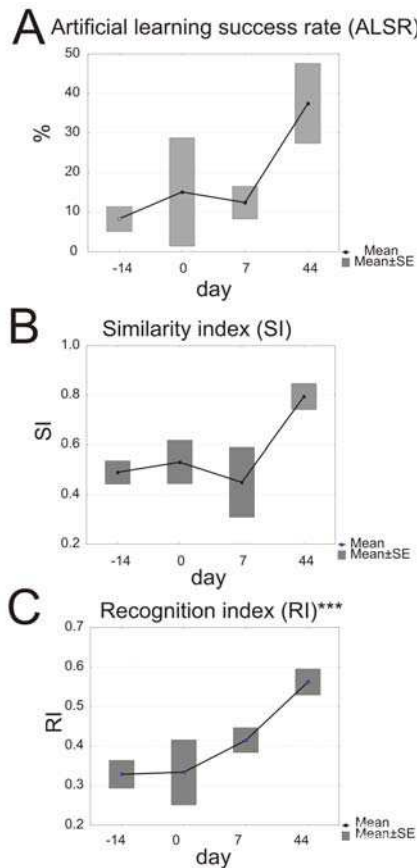 A Artificial learning success rate (ALSR)
50
40
30
20
10
0
%
-14 0 7 44
day
Mean
Mean±SE
B Similarity index (SI)
1.0
0.8
0.6
0.4
0.2
SI
-14 0 7 44
day
Mean
Mean±SE
C Recognition index (RI)***
0.7
0.6
0.5
0.4
0.3
0.2
RI
-14 0 7 44
day
Mean
Mean±SE